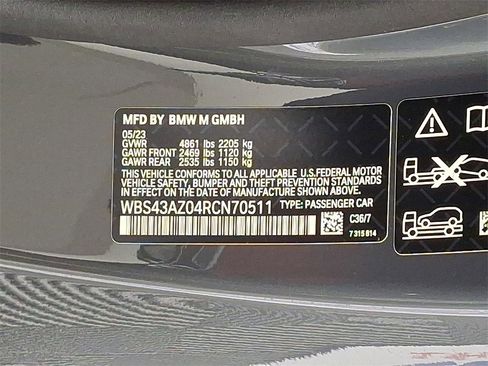 MFD BY BMW M GMBH
05/23
GVWR 4861 lbs 2205 kg
GAWR FRONT 2469 lbs 1120 kg
GAWR REAR 2535 lbs 1150 kg
THIS VEHICLE CONFORMS TO ALL APPLICABLE U.S.FEDERAL MOTOR
VEHICLE SAFETY, BUMPER, AND THEFT PREVENTION STANDARDS
IN EFFECT ON THE DATE OF MANUFACTURE SHOWN ABOVE.
WBS43AZ04RCN70511 TYPE: PASSENGER CAR
C36/7
7 315 814